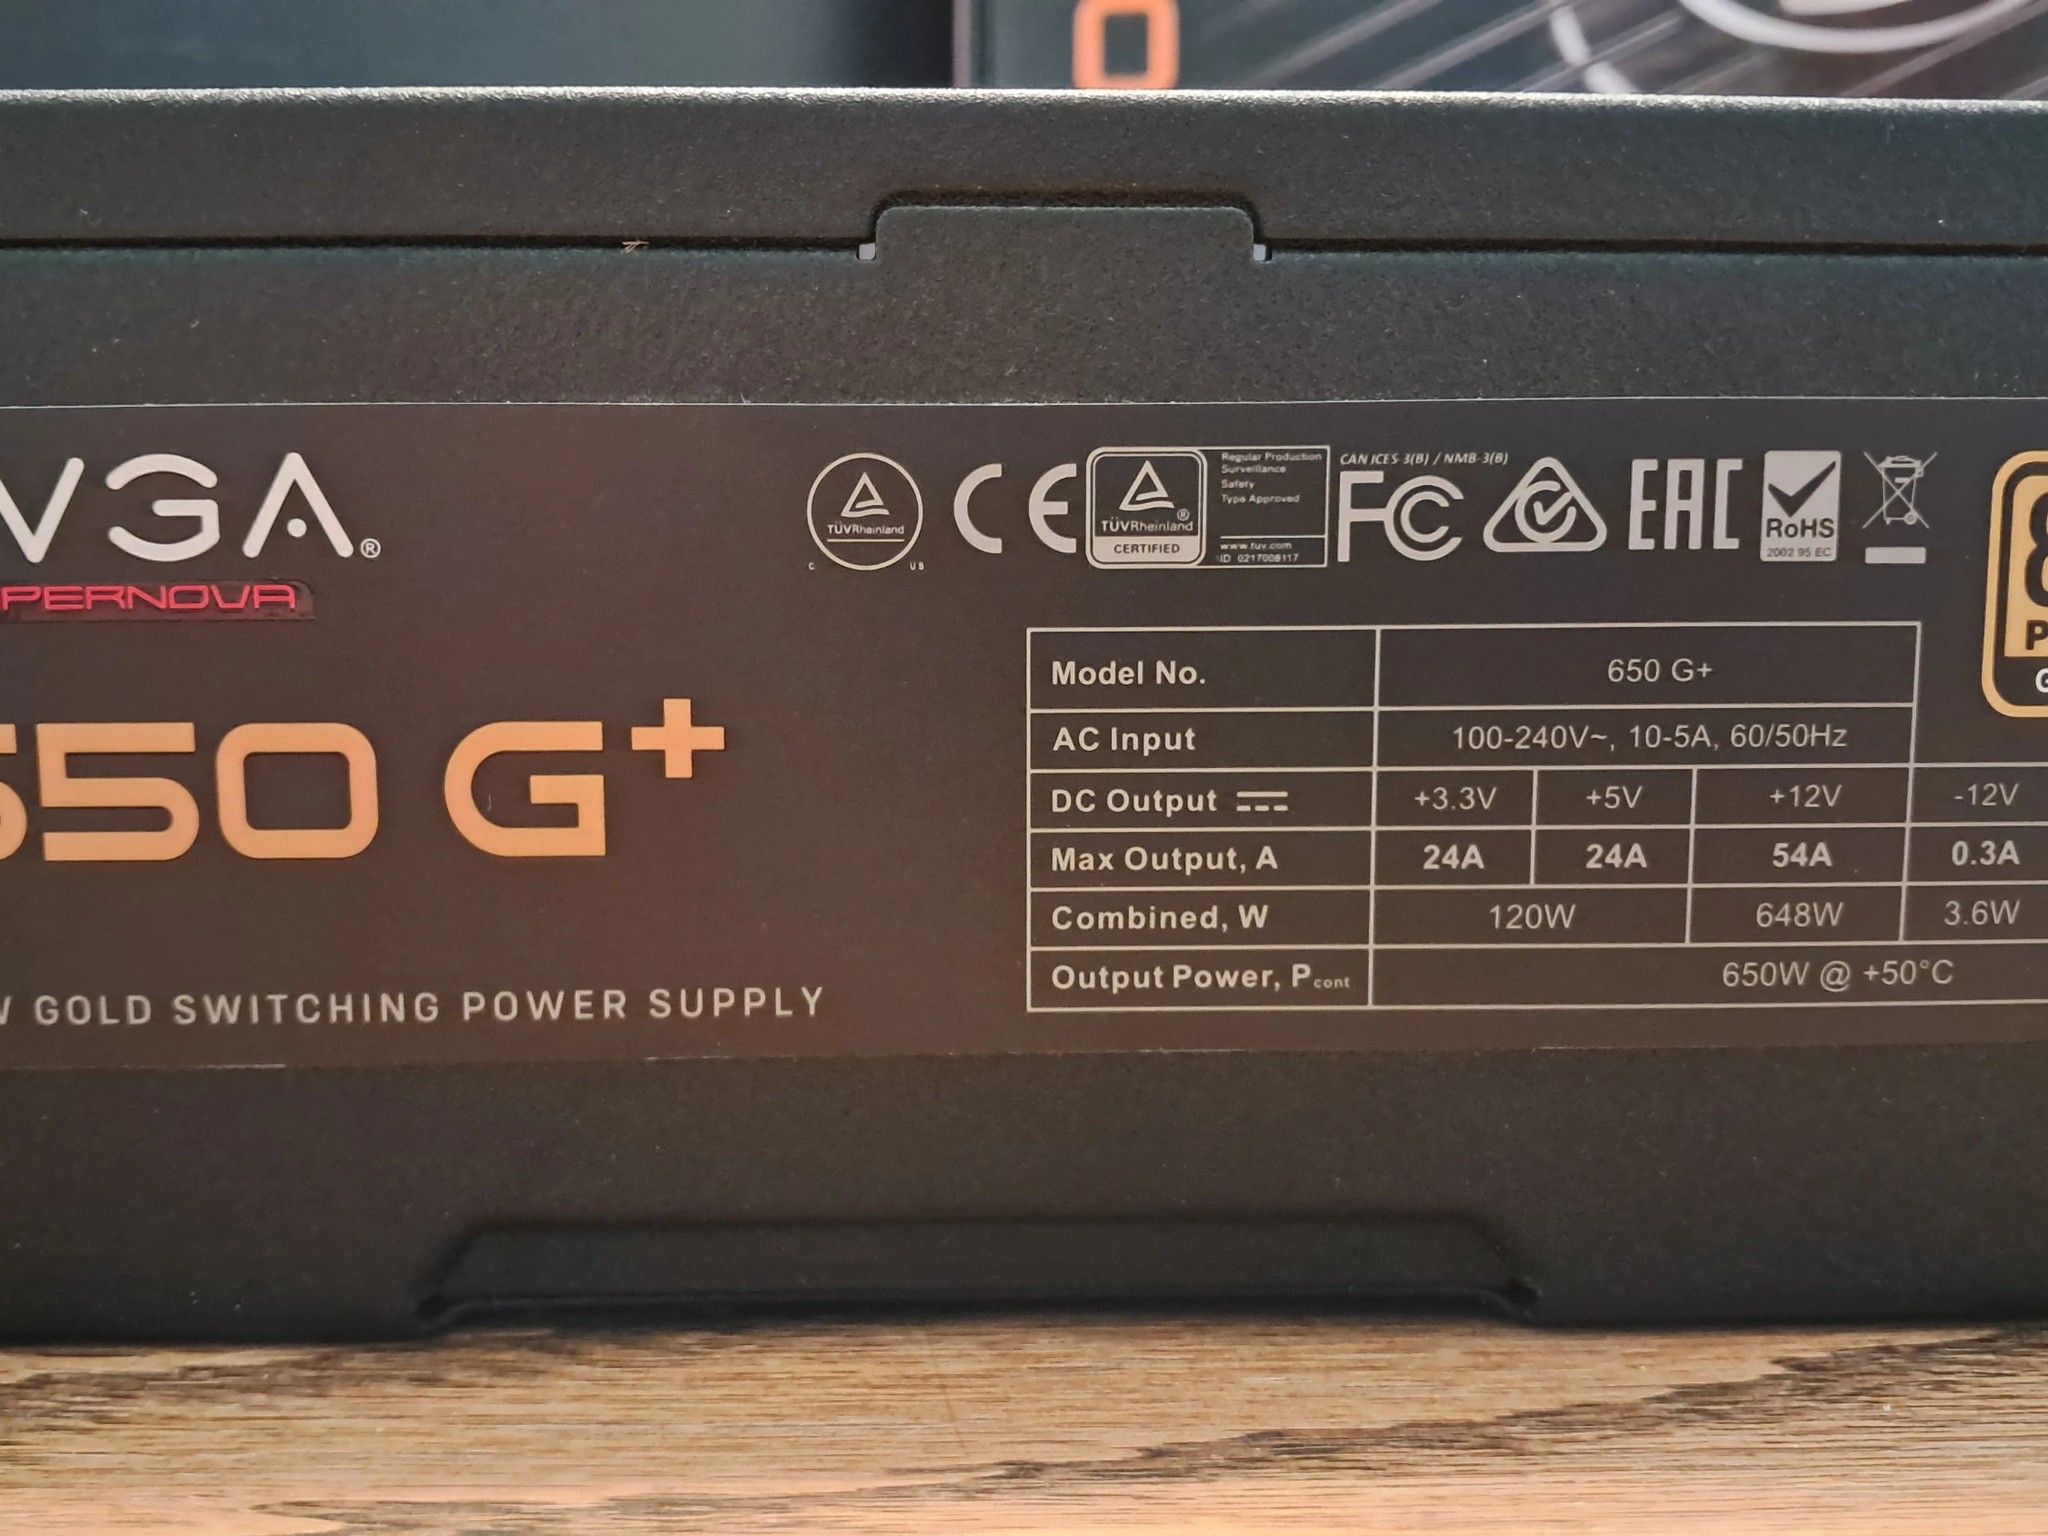 VGA®
PERNOVA
650 G+
W GOLD SWITCHING POWER SUPPLY
TÜVRheinland
C US
CE
TÜVRheinland®
CERTIFIED
Regular Production
Surveillance
Safety
Type Approved
www.tuv.com
ID 0217008117
CAN ICES-3(B) / NMB-3(B)
FC
EAC
RoHS
2002 95 EC
Model No. 650 G+
AC Input 100-240V~, 10-5A, 60/50Hz
DC Output +3.3V +5V +12V -12V
Max Output, A 24A 24A 54A 0.3A
Combined, W 120W 648W 3.6W
Output Power, Pcont 650W @ +50°C